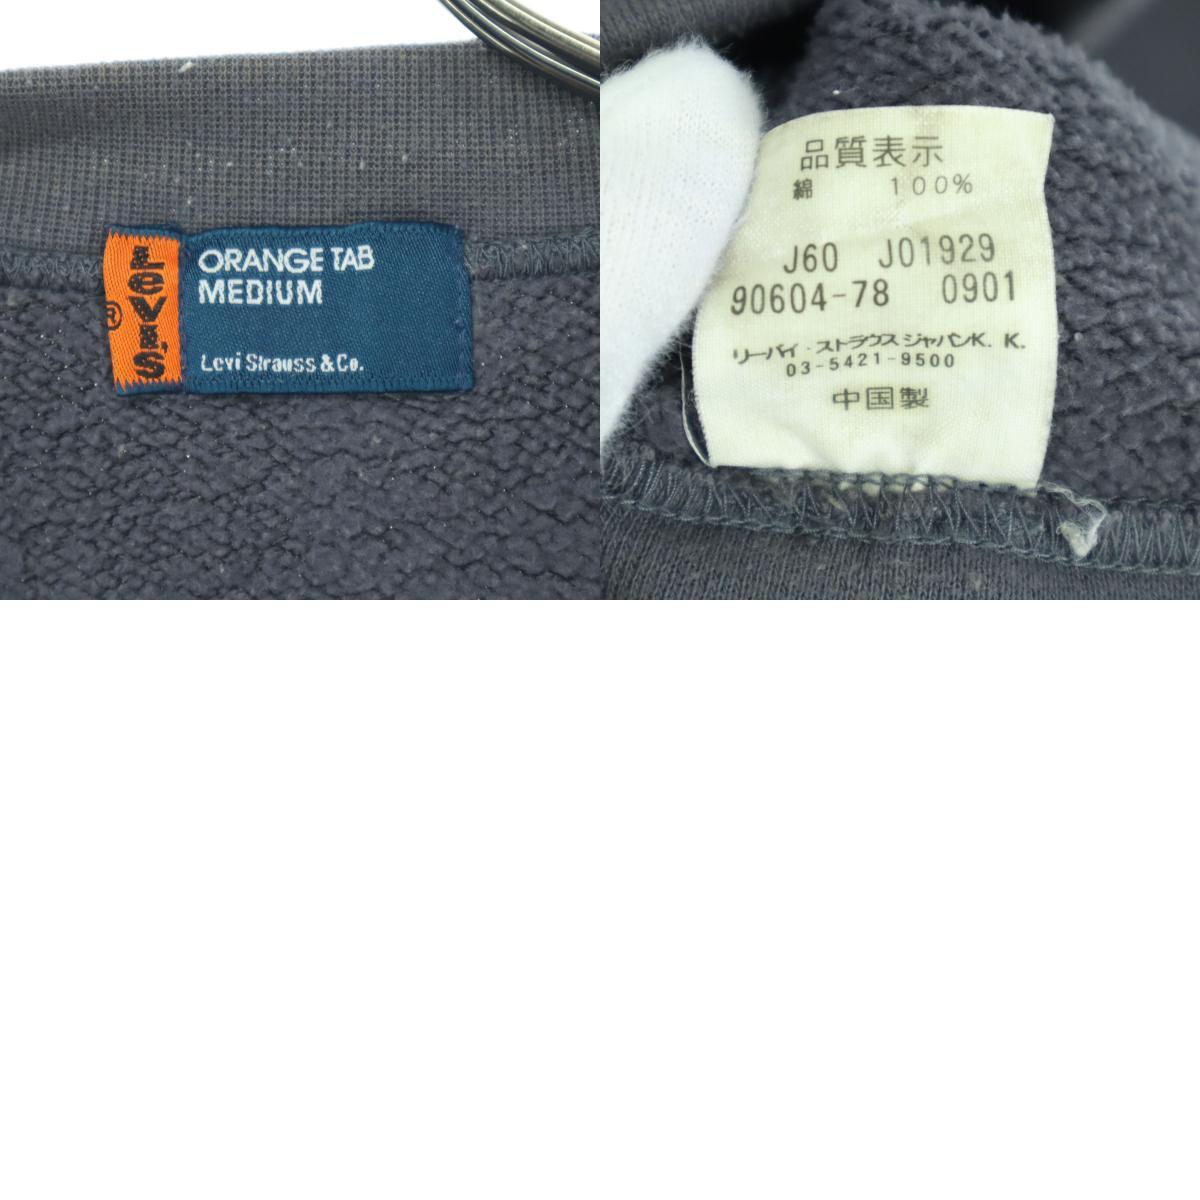 LEVI'S
®
ORANGE TAB
MEDIUM
Levi Strauss & Co.
品質表示
綿 100%
J60 J01929
90604-78 0901
リーバイ・ストラウス ジャパンK.K.
03-5421-9500
中国製